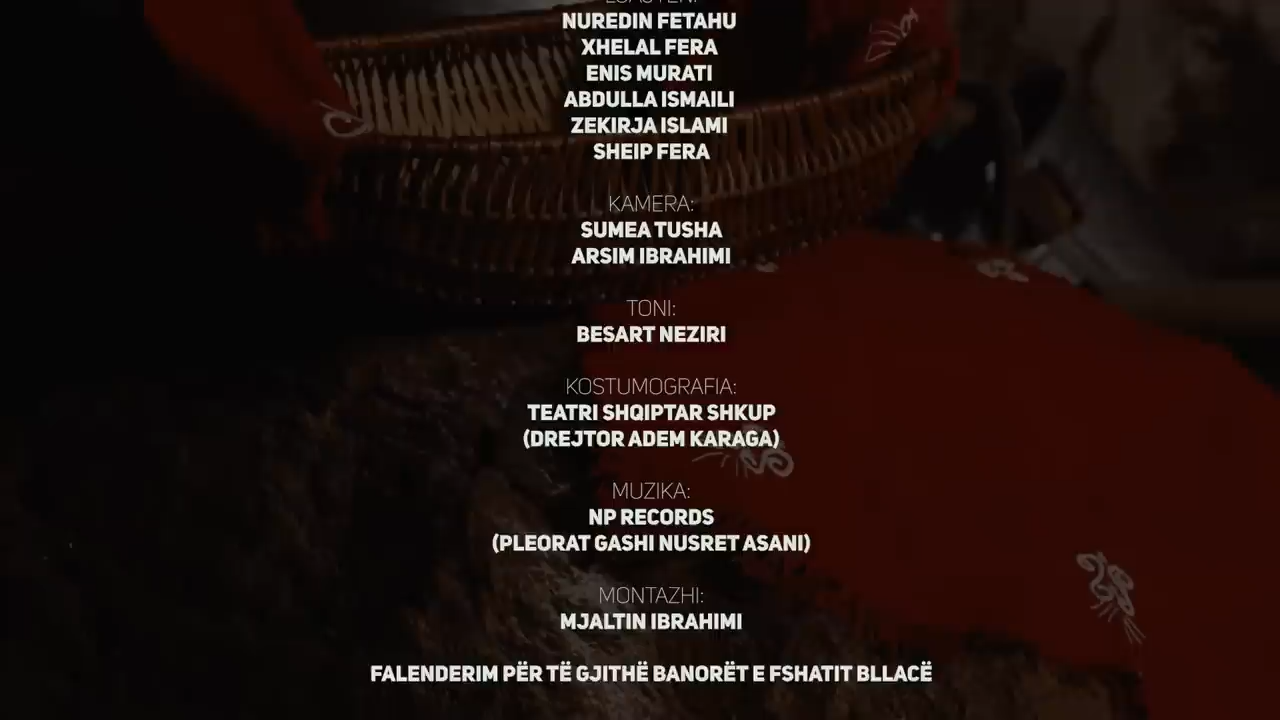 NUREDIN FETAHU
XHELAL FERA
ENIS MURATI
ABDULLA ISMAILI
ZEKIRJA ISLAMI
SHEIP FERA
KAMERA:
SUMEA TUSHA
ARSIM IBRAHIMI
TONI:
BESART NEZIRI
KOSTUMOGRAFIA:
TEATRI SHQIPTAR SHKUP
(DREJTOR ADEM KARAGA)
MUZIKA:
NP RECORDS
(PLEORAT GASHI NUSRET ASANI)
MONTAZHI:
MJALTIN IBRAHIMI
FALENDERIM PËR TË GJITHË BANORËT E FSHATIT BLLACË